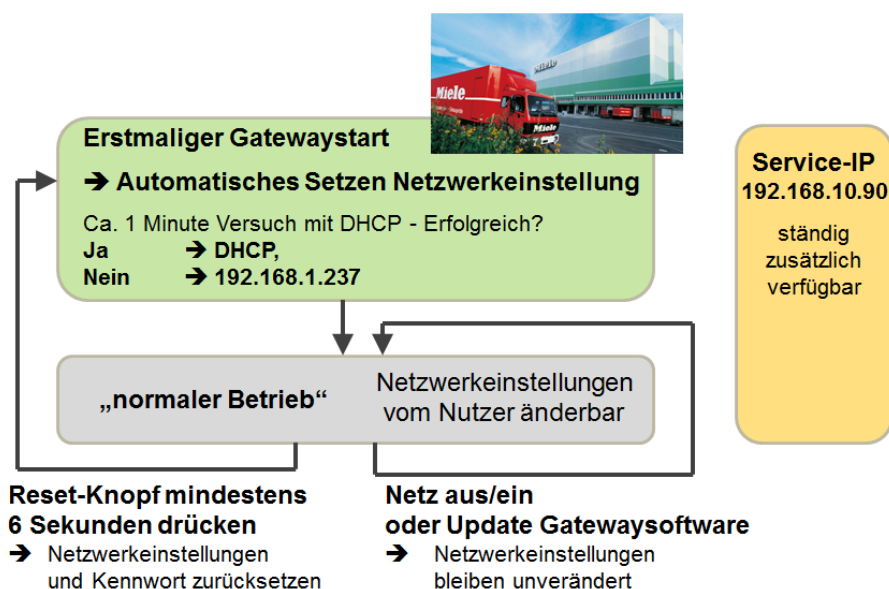 Miele
Miele
Miele
Erstmaliger Gatewaystart
➔ Automatisches Setzen Netzwerkeinstellung
Ca. 1 Minute Versuch mit DHCP - Erfolgreich?
Ja ➔ DHCP,
Nein ➔ 192.168.1.237
Service-IP
192.168.10.90
ständig
zusätzlich
verfügbar
„normaler Betrieb“
Netzwerkeinstellungen
vom Nutzer änderbar
Reset-Knopf mindestens
6 Sekunden drücken
➔ Netzwerkeinstellungen
und Kennwort zurücksetzen
Netz aus/ein
oder Update Gatewaysoftware
➔ Netzwerkeinstellungen
bleiben unverändert